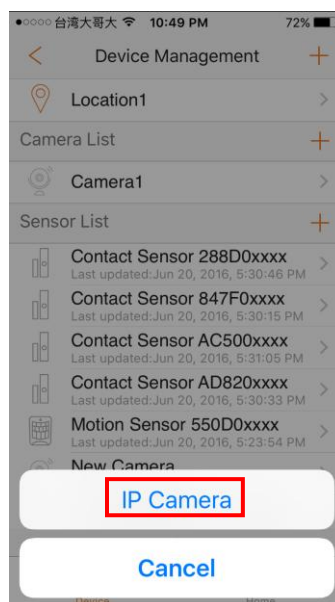 台湾大哥大 10:49 PM 72%
Device Management
Location1
Camera List
Camera1
Sensor List
Contact Sensor 288D0xxxx
Last updated:Jun 20, 2016, 5:30:46 PM
Contact Sensor 847F0xxxx
Last updated:Jun 20, 2016, 5:30:15 PM
Contact Sensor AC500xxxx
Last updated:Jun 20, 2016, 5:31:05 PM
Contact Sensor AD820xxxx
Last updated:Jun 20, 2016, 5:30:33 PM
Motion Sensor 550D0xxxx
Last updated:Jun 20, 2016, 5:23:54 PM
New Camera
IP Camera
Cancel
Device Home